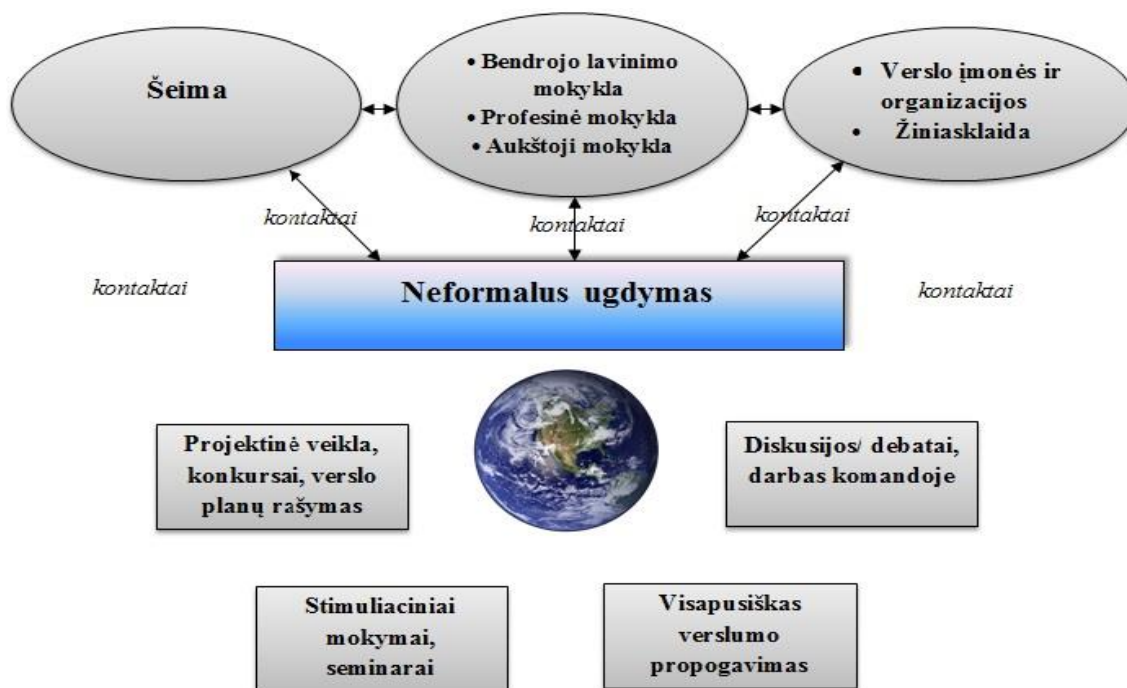 Šeima
• Bendrojo lavinimo
mokykla
• Profesinė mokykla
• Aukštoji mokykla
• Verslo įmonės ir
organizacijos
• Žiniasklaida
kontaktai
kontaktai
kontaktai
kontaktai
kontaktai
Neformalus ugdymas
Projektinė veikla,
konkursai, verslo
planų rašymas
Diskusijos/ debatai,
darbas komandoje
Stimuliaciniai
mokymai,
seminarai
Visapusiškas
verslumo
propogavimas